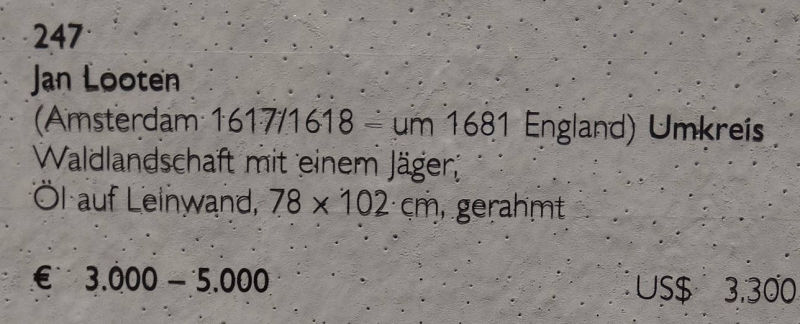 247
Jan Looten
(Amsterdam 1617/1618 – um 1681 England) Umkreis
Waldlandschaft mit einem Jäger,
Öl auf Leinwand, 78 x 102 cm, gerahmt
€ 3.000 – 5.000 US$ 3.300